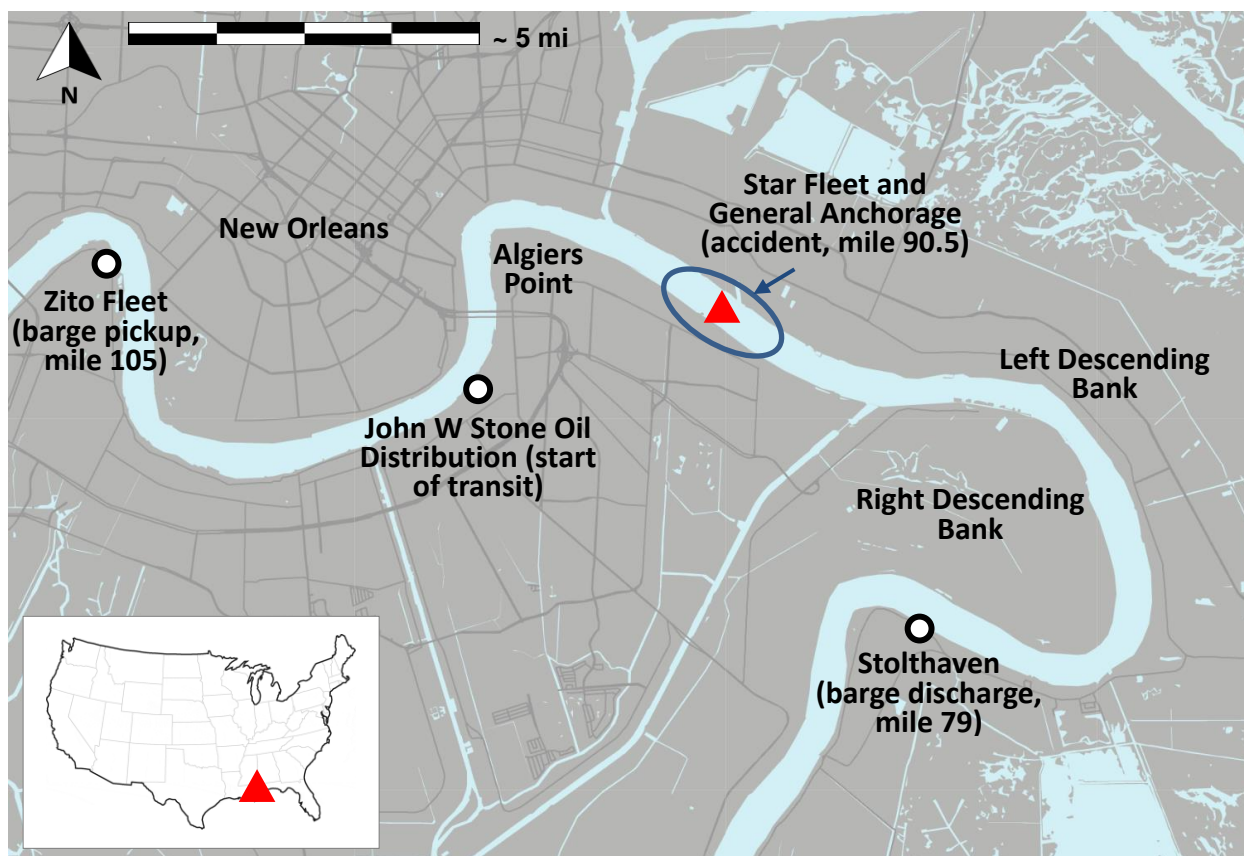 ~ 5 mi
N
Star Fleet and
General Anchorage
(accident, mile 90.5)
New Orleans
Algiers
Point
Zito Fleet
(barge pickup,
mile 105)
Left Descending
Bank
John W Stone Oil
Distribution (start
of transit)
Right Descending
Bank
Stolthaven
(barge discharge,
mile 79)